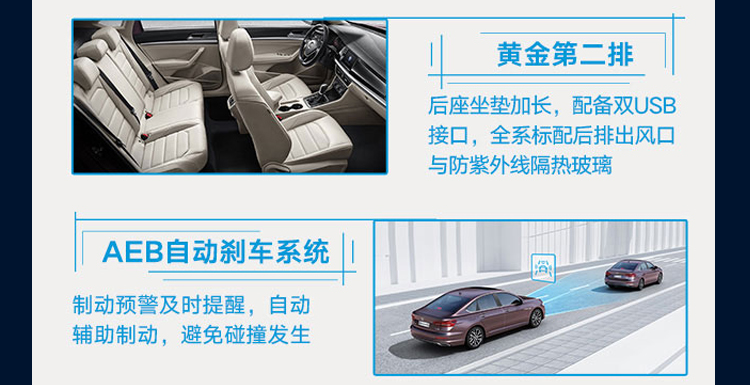 黄金第二排
后座坐垫加长，配备双USB
接口，全系标配后排出风口
与防紫外线隔热玻璃
AEB自动刹车系统
制动预警及时提醒，自动
辅助制动，避免碰撞发生